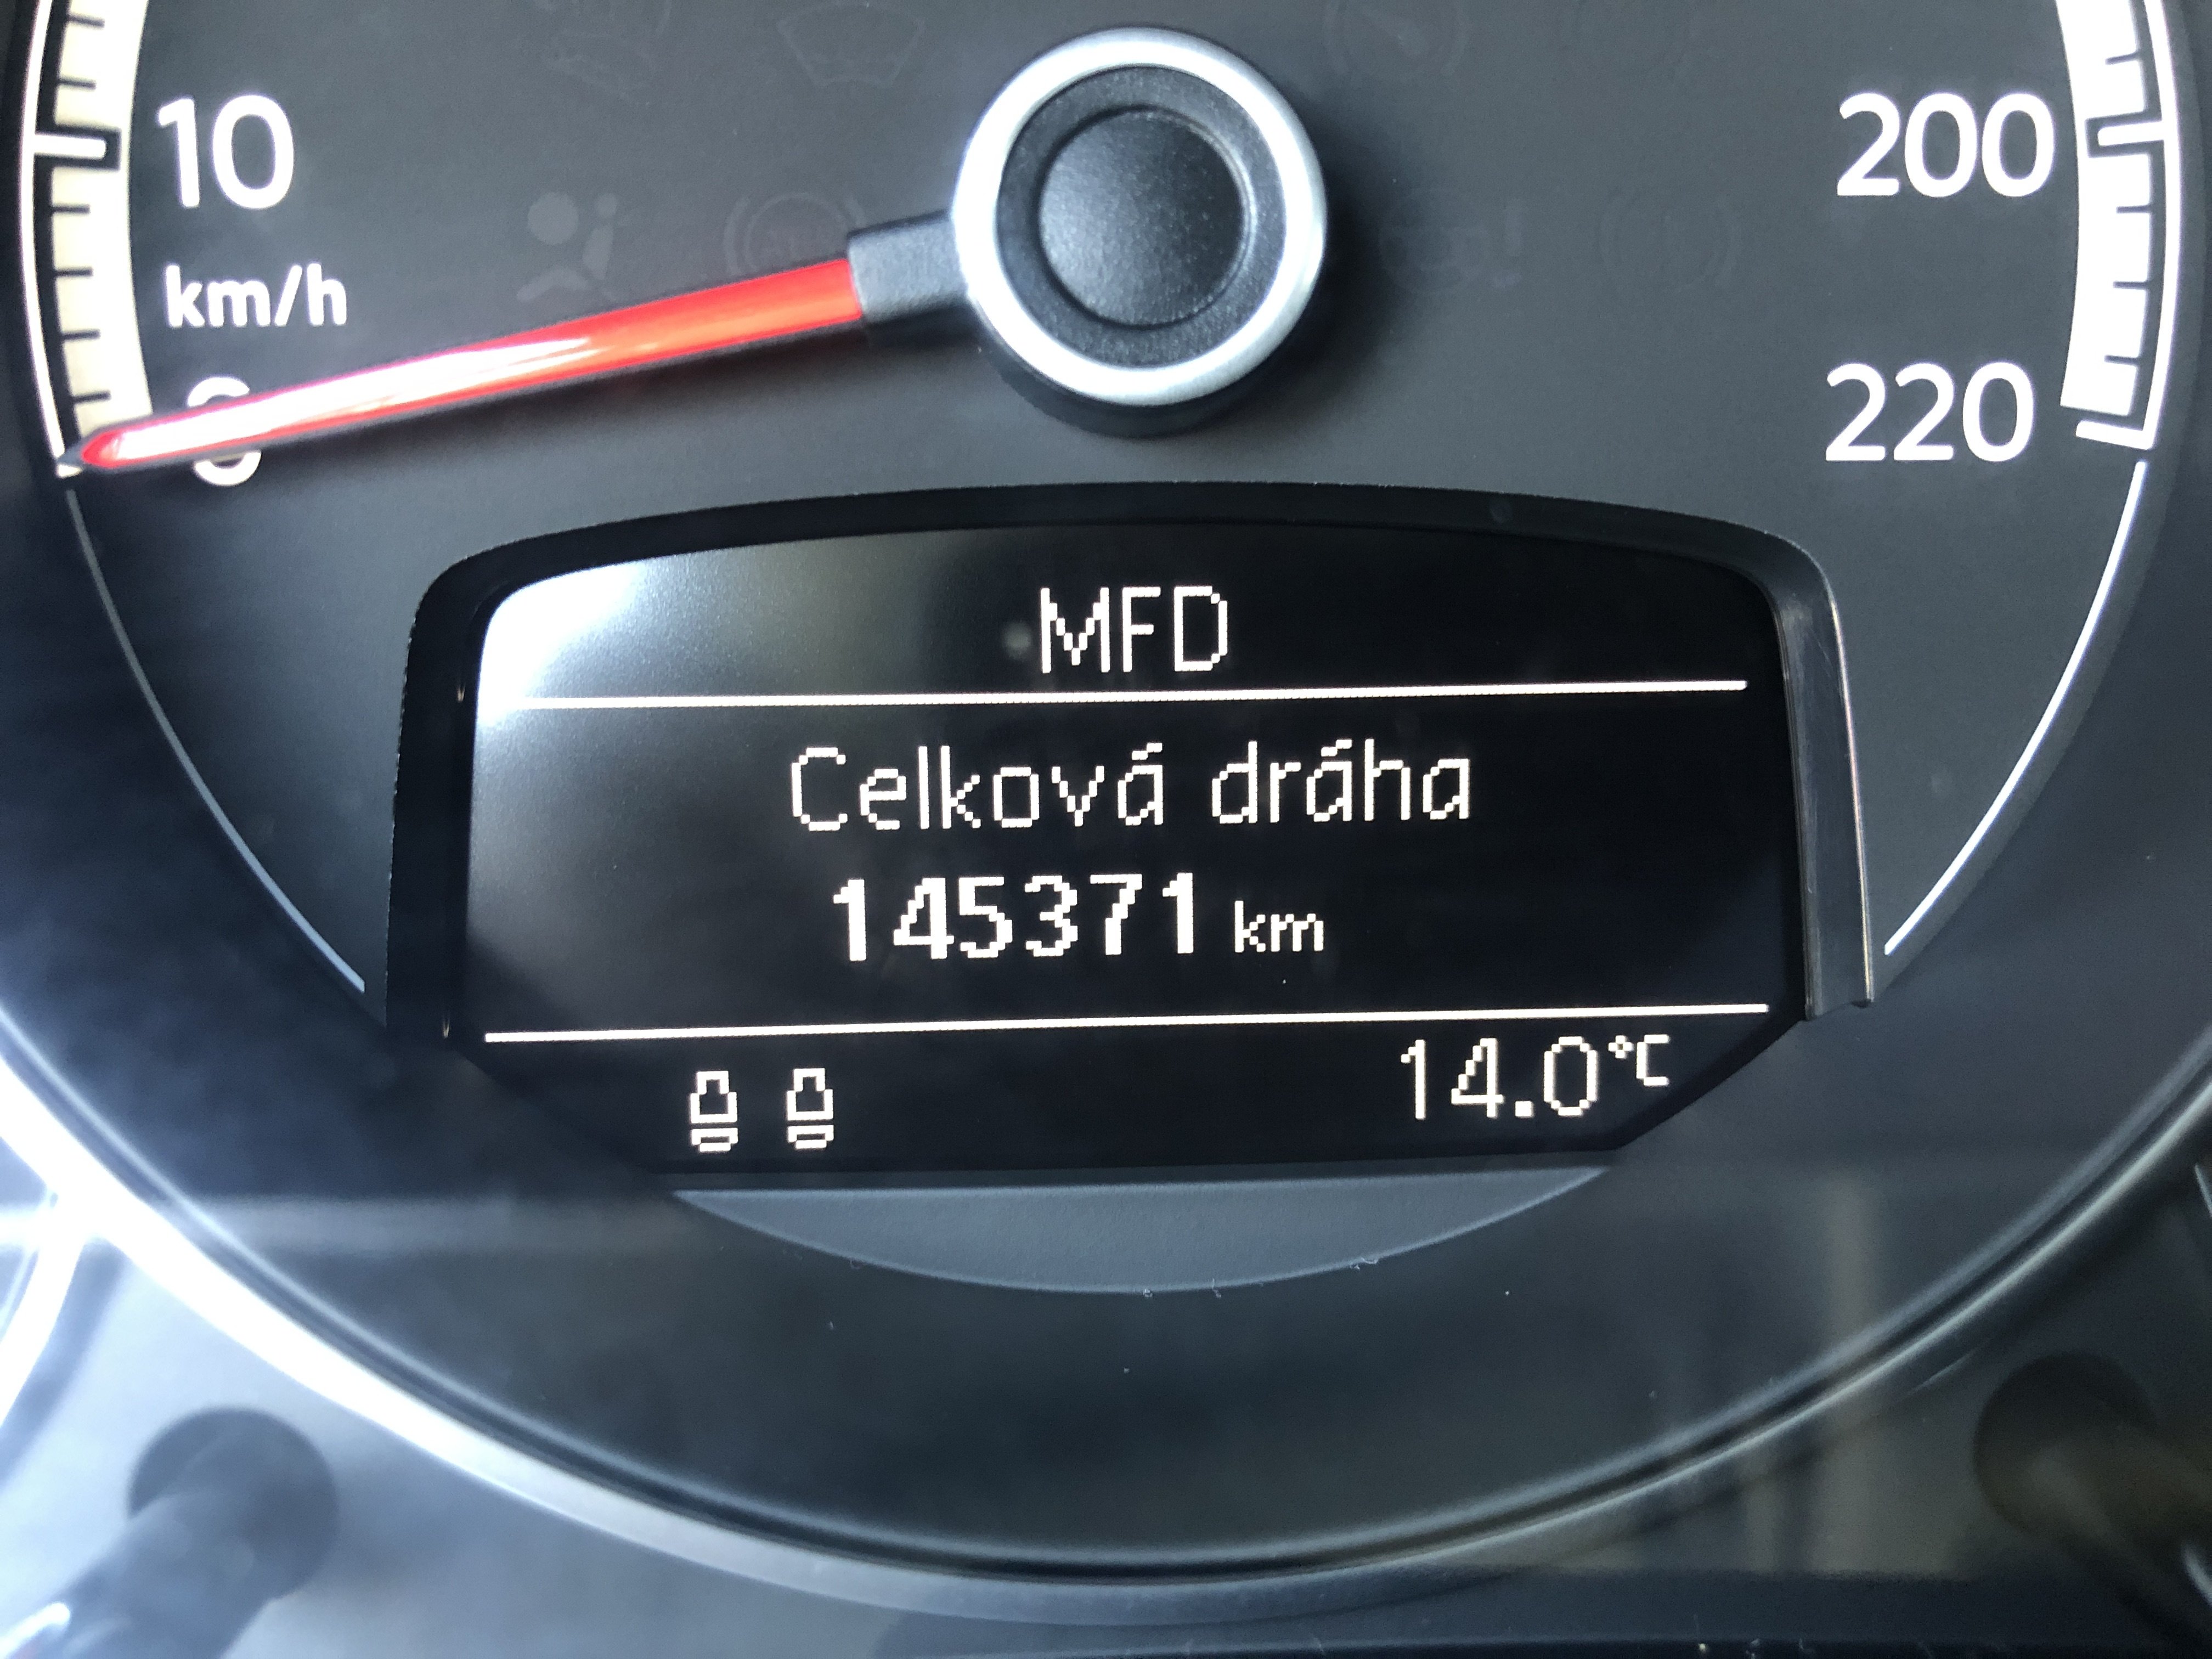 10
km/h
200
220
MFD
Celková dráha
145371 km
14.0°C